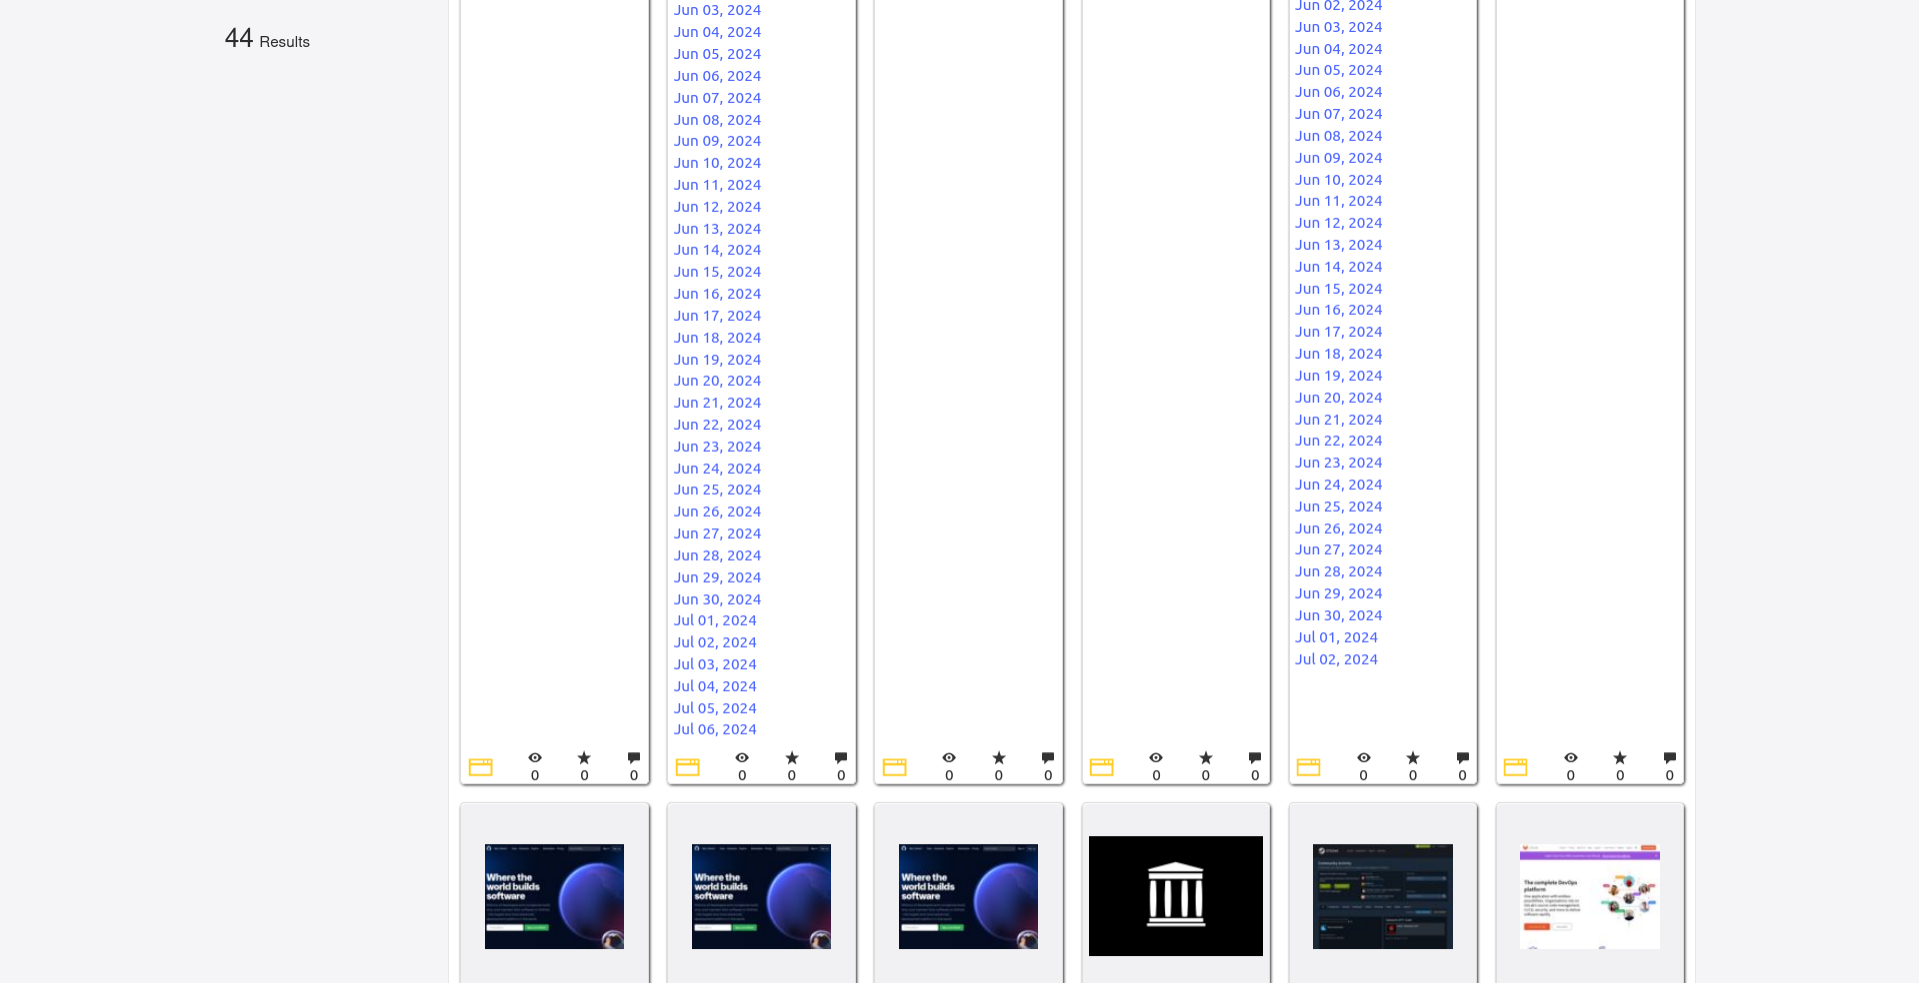 44 Results
Jun 03, 2024
Jun 04, 2024
Jun 05, 2024
Jun 06, 2024
Jun 07, 2024
Jun 08, 2024
Jun 09, 2024
Jun 10, 2024
Jun 11, 2024
Jun 12, 2024
Jun 13, 2024
Jun 14, 2024
Jun 15, 2024
Jun 16, 2024
Jun 17, 2024
Jun 18, 2024
Jun 19, 2024
Jun 20, 2024
Jun 21, 2024
Jun 22, 2024
Jun 23, 2024
Jun 24, 2024
Jun 25, 2024
Jun 26, 2024
Jun 27, 2024
Jun 28, 2024
Jun 29, 2024
Jun 30, 2024
Jul 01, 2024
Jul 02, 2024
Jul 03, 2024
Jul 04, 2024
Jul 05, 2024
Jul 06, 2024
Jun 02, 2024
Jun 03, 2024
Jun 04, 2024
Jun 05, 2024
Jun 06, 2024
Jun 07, 2024
Jun 08, 2024
Jun 09, 2024
Jun 10, 2024
Jun 11, 2024
Jun 12, 2024
Jun 13, 2024
Jun 14, 2024
Jun 15, 2024
Jun 16, 2024
Jun 17, 2024
Jun 18, 2024
Jun 19, 2024
Jun 20, 2024
Jun 21, 2024
Jun 22, 2024
Jun 23, 2024
Jun 24, 2024
Jun 25, 2024
Jun 26, 2024
Jun 27, 2024
Jun 28, 2024
Jun 29, 2024
Jun 30, 2024
Jul 01, 2024
Jul 02, 2024
0 0 0
0 0 0
0 0 0
0 0 0
0 0 0
0 0 0
Where the
world builds
software
Where the
world builds
software
Where the
world builds
software
The complete DevOps
platform